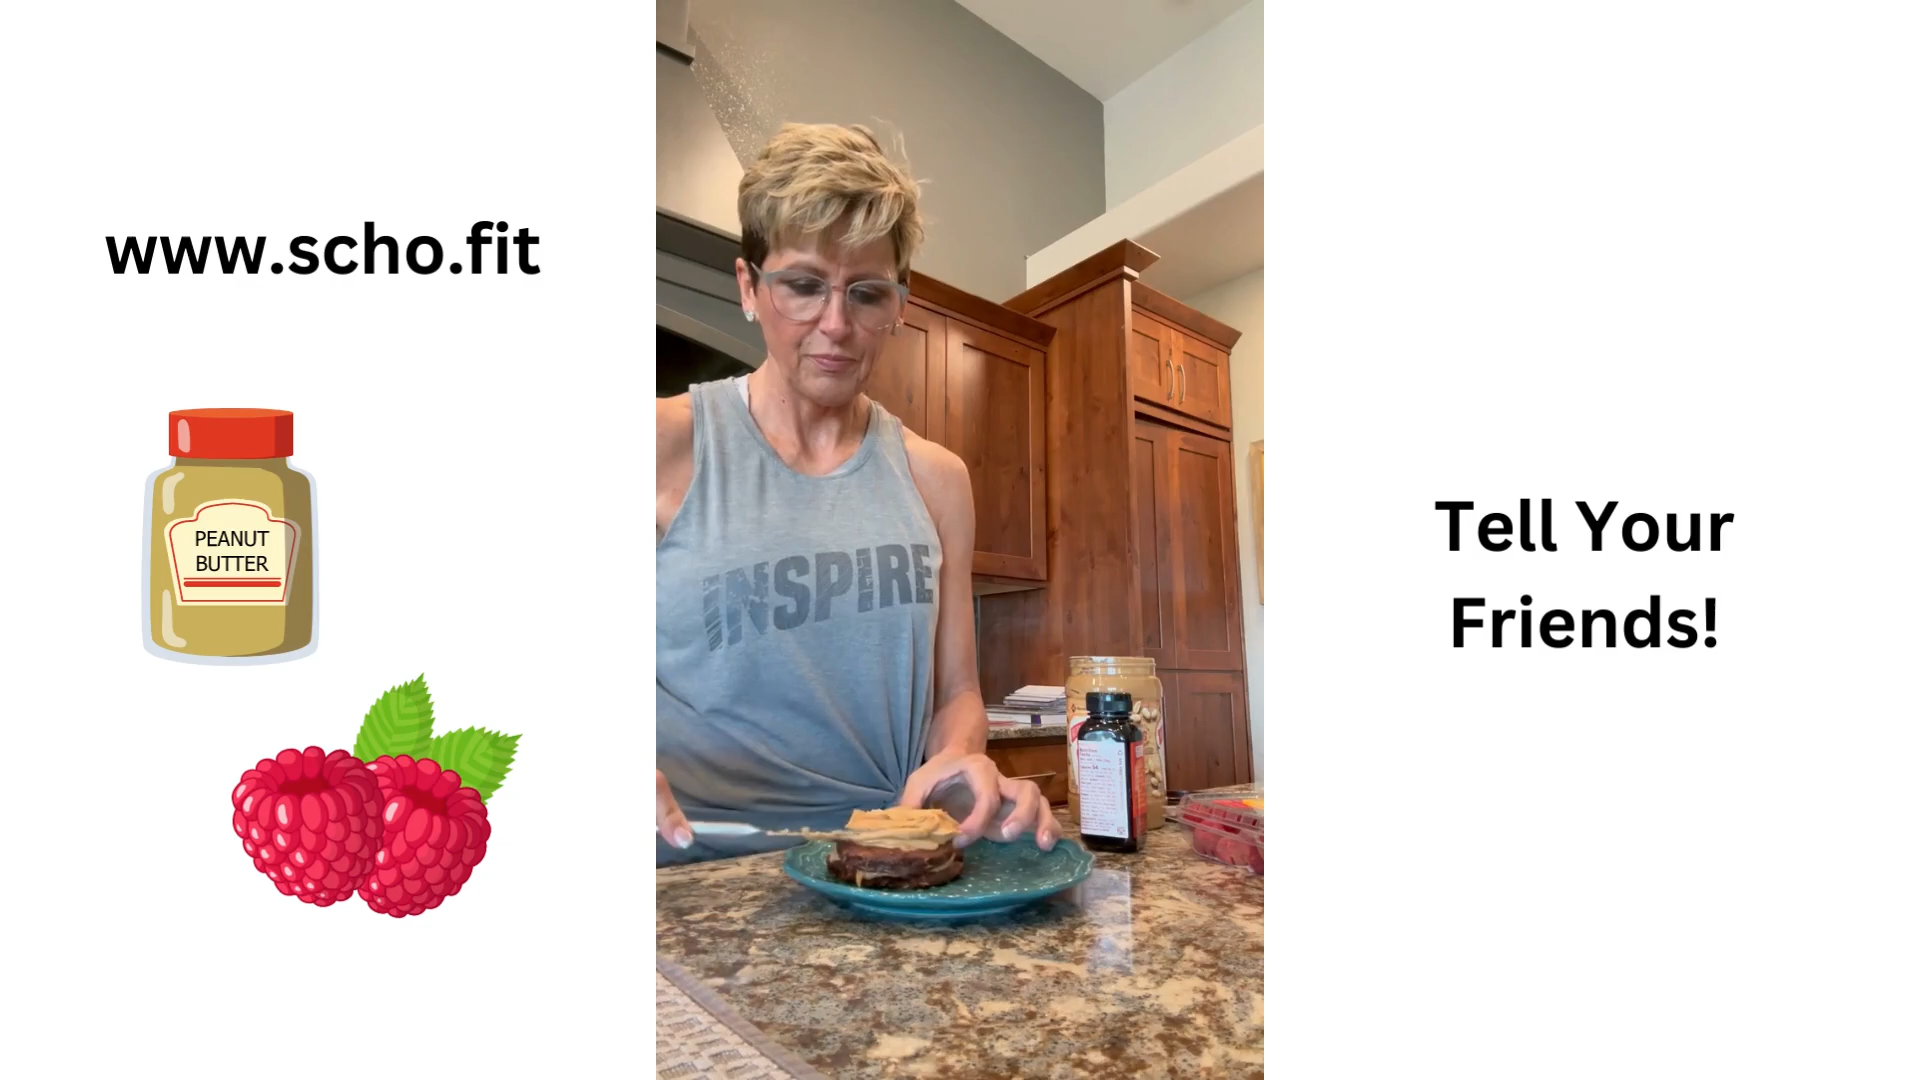 www.scho.fit
PEANUT
BUTTER
INSPIRE
Tell Your
Friends!